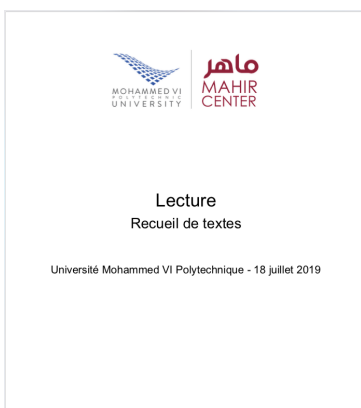 MOHAMMED VI
POLYTECHNIC
UNIVERSITY
ماهر
MAHIR
CENTER
Lecture
Recueil de textes
Université Mohammed VI Polytechnique - 18 juillet 2019